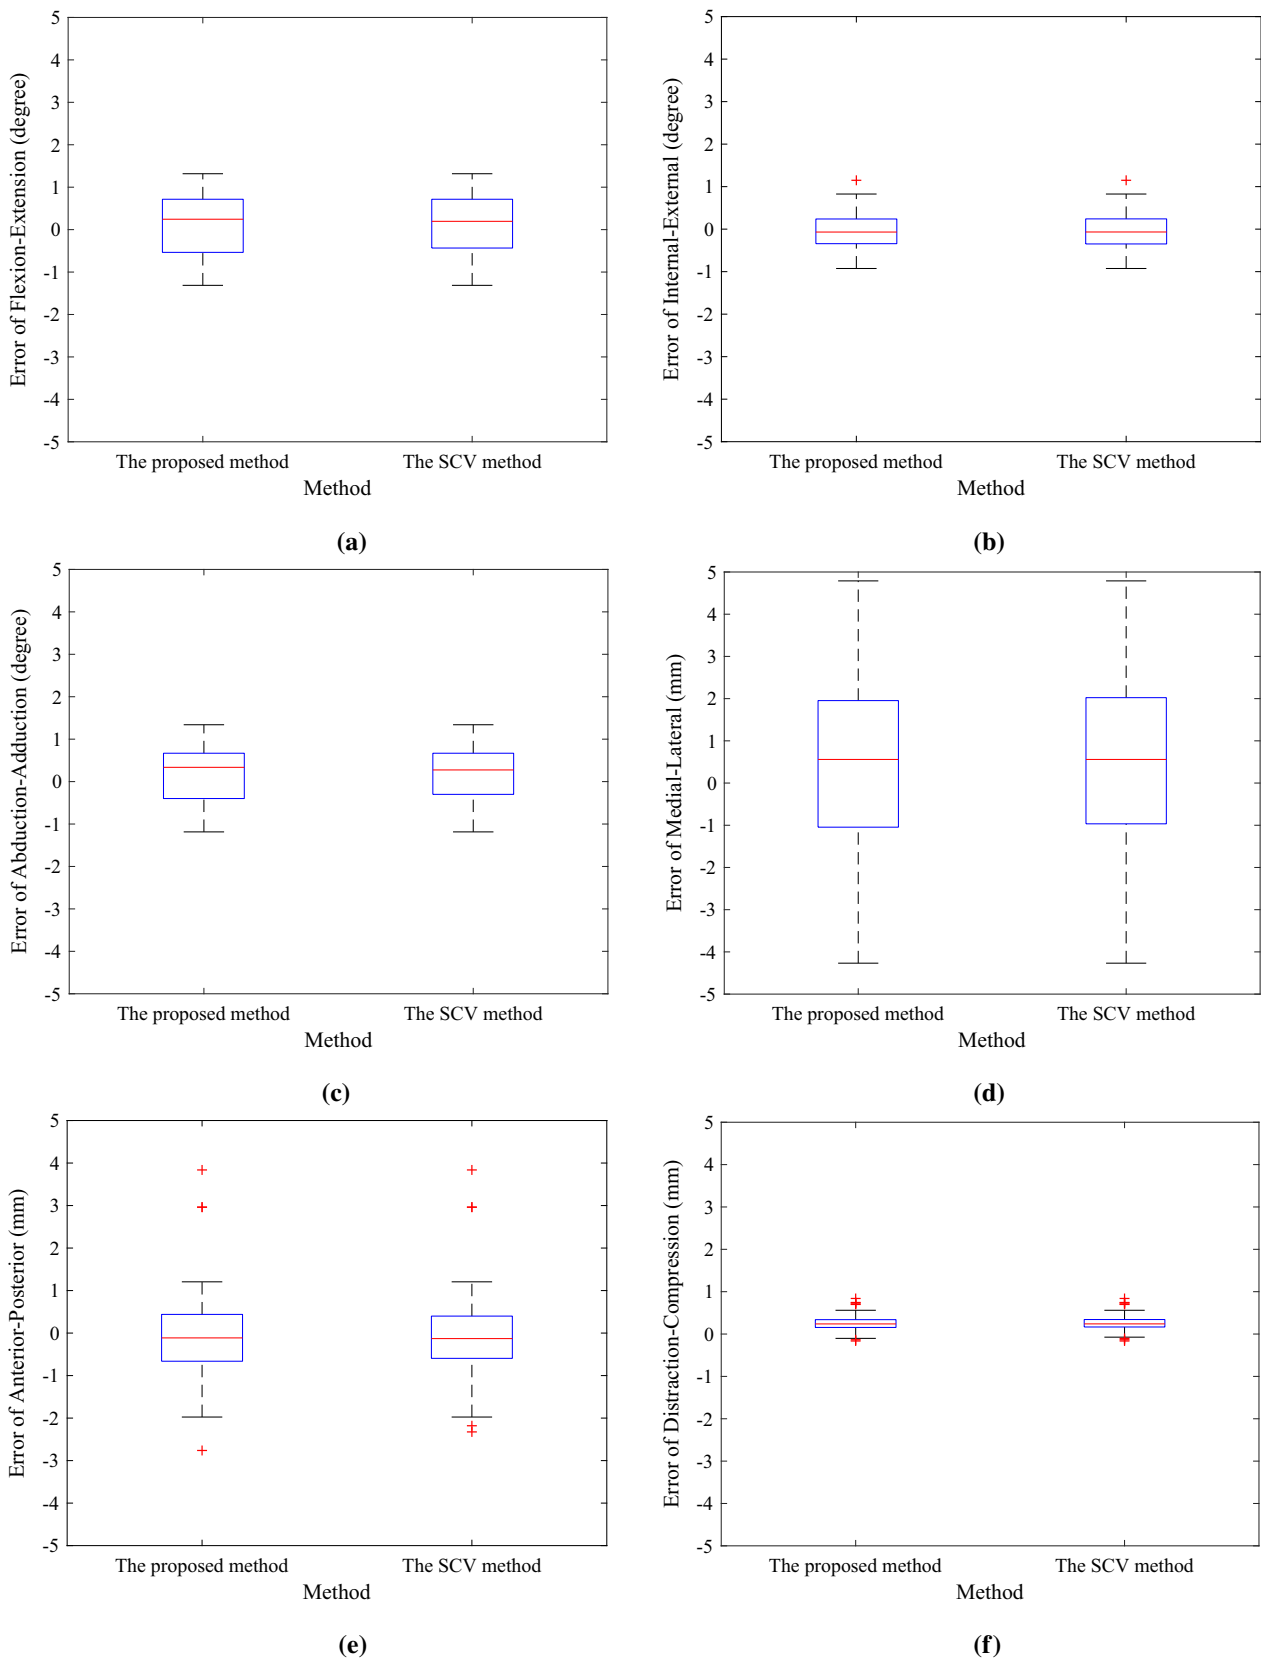 Error of Flexion-Extension (degree)
5
4
3
2
1
0
-1
-2
-3
-4
-5
The proposed method The SCV method
Method
(a)
Error of Internal-External (degree)
5
4
3
2
1
0
-1
-2
-3
-4
-5
The proposed method The SCV method
Method
(b)
Error of Abduction-Adduction (degree)
5
4
3
2
1
0
-1
-2
-3
-4
-5
The proposed method The SCV method
Method
(c)
Error of Medial-Lateral (mm)
5
4
3
2
1
0
-1
-2
-3
-4
-5
The proposed method The SCV method
Method
(d)
Error of Anterior-Posterior (mm)
5
4
3
2
1
0
-1
-2
-3
-4
-5
The proposed method The SCV method
Method
(e)
Error of Distraction-Compression (mm)
5
4
3
2
1
0
-1
-2
-3
-4
-5
The proposed method The SCV method
Method
(f)